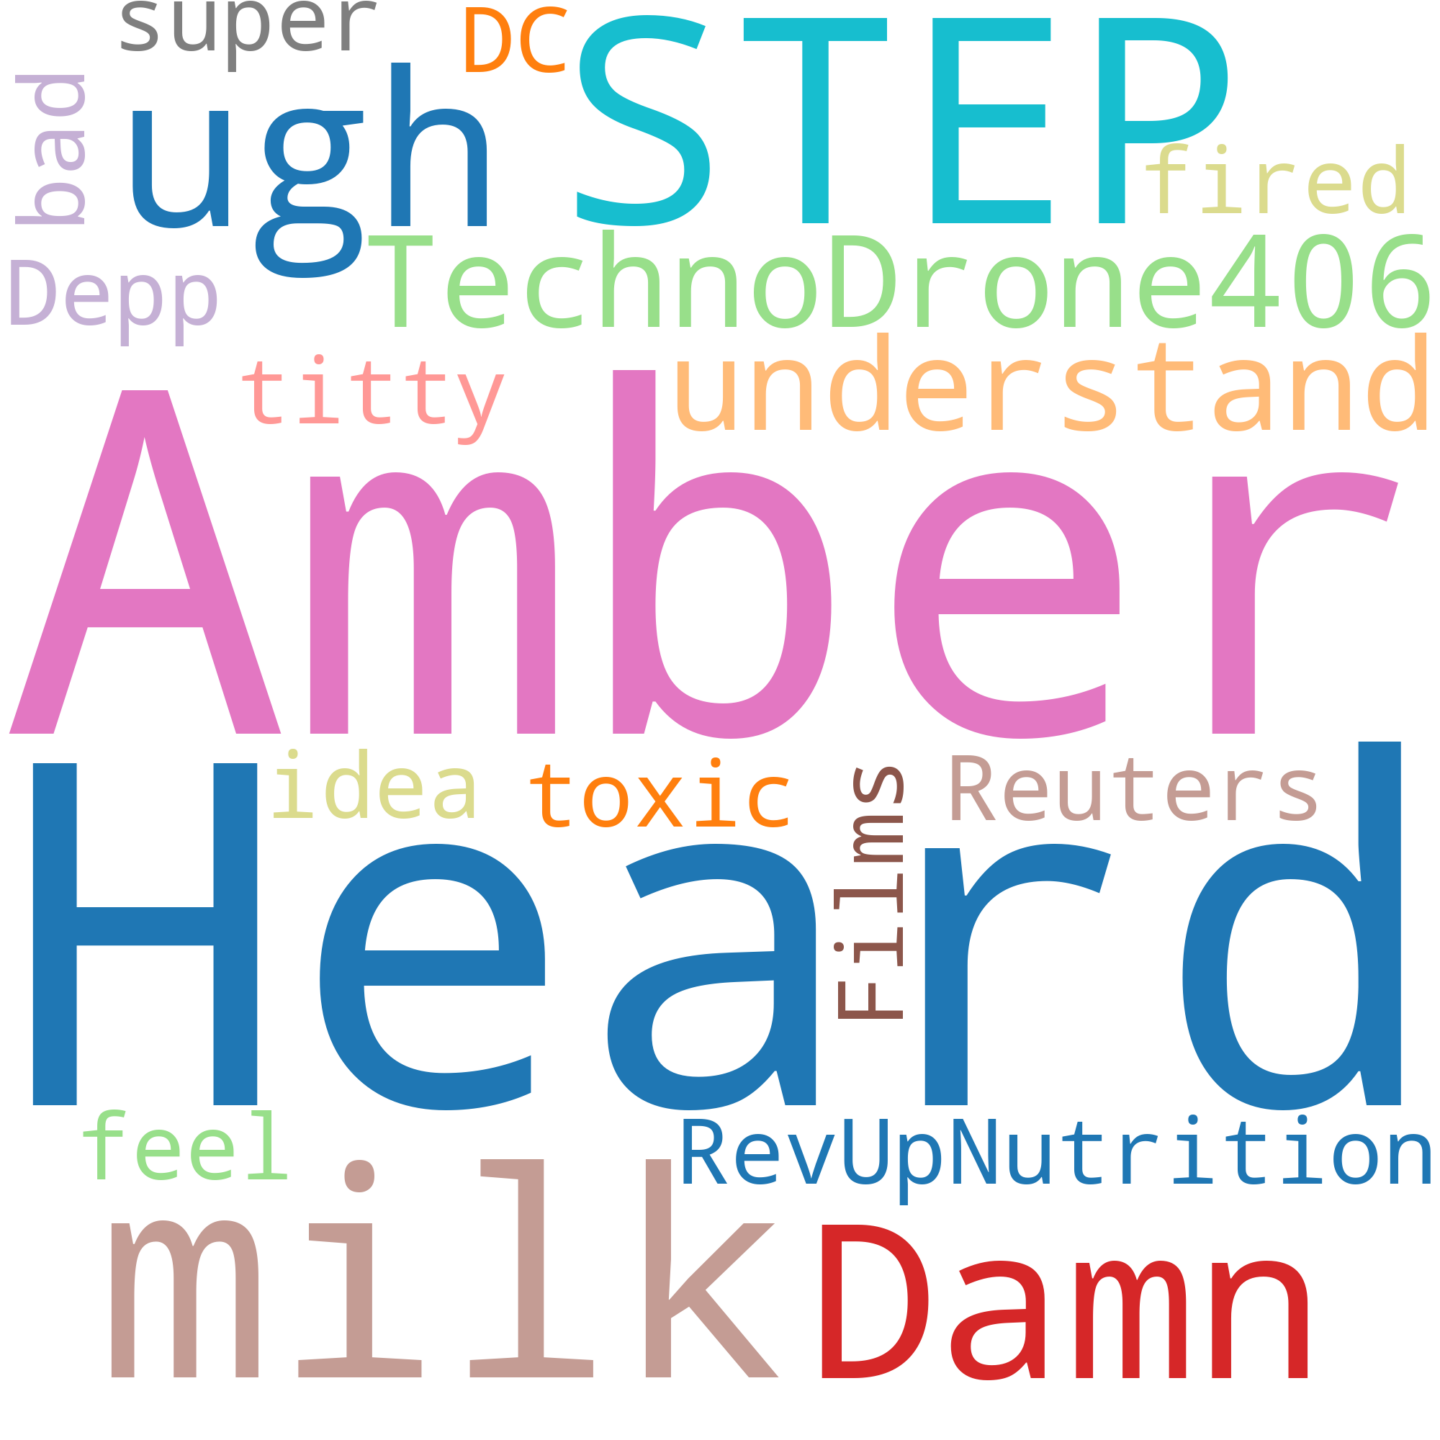 super
DC
STEP
bad
ugh
fired
Depp
TechnoDrone406
titty
understand
Amber
idea
toxic
Films
Reuters
Heard
feel
RevUpNutrition
milk
Damn